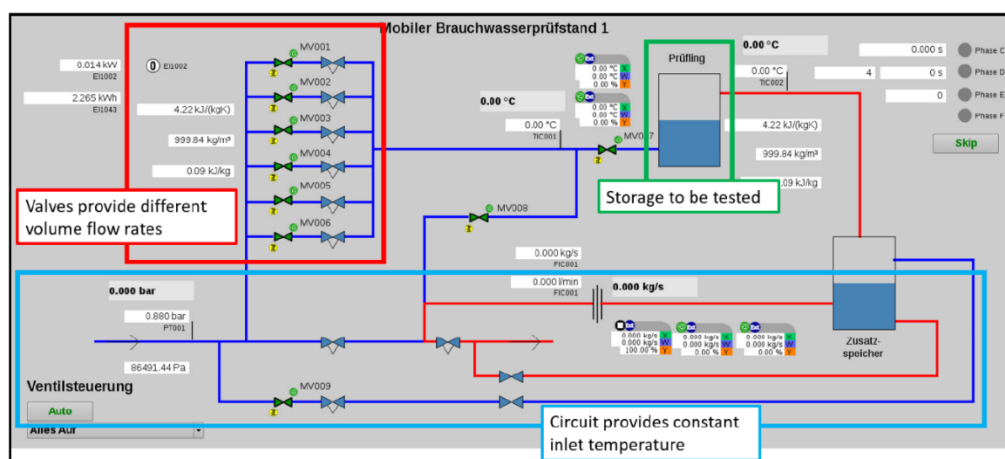 Mobiler Brauchwasserprüfstand 1
0.014 kW
EI1002
0 EI1002
2.265 kWh
EI1043
4.22 kJ/(kgK)
999.84 kg/m³
0.09 kJ/kg
MV001
MV002
MV003
MV004
MV005
MV006
Z
Z
Z
Z
Z
Z
Valves provide different
volume flow rates
0.00 °C
0.00 °C
TIC001
0.00 °C X
0.00 °C W
0.00 % Y
0.00 °C X
0.00 °C W
0.00 % Y
Z
Prüfling
Storage to be tested
0.00 °C
0.00 °C
TIC002
4.22 kJ/(kgK)
999.84 kg/m³
.09 kJ/kg
0.000 s
4
0 s
0
Phase C
Phase D
Phase E
Phase F
Skip
MV008
Z
0.000 kg/s
FIC001
0.000 l/min
FIC001
0.000 kg/s
0.000 kg/s X
0.000 kg/s W
100.00 % Y
0.000 kg/s X
0.000 kg/s W
0.00 % Y
0.000 kg/s X
0.000 kg/s W
0.00 % Y
Zusatz-
speicher
0.000 bar
0.880 bar
PT001
86491.44 Pa
Ventilsteuerung
Auto
Alles Auf
MV009
Z
Circuit provides constant
inlet temperature